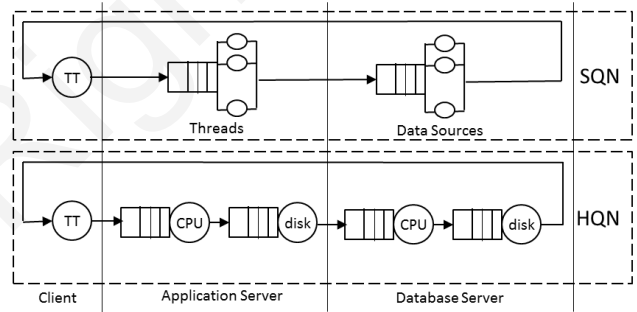 TT
Threads
Data Sources
SQN
TT
CPU
disk
CPU
disk
HQN
Client
Application Server
Database Server